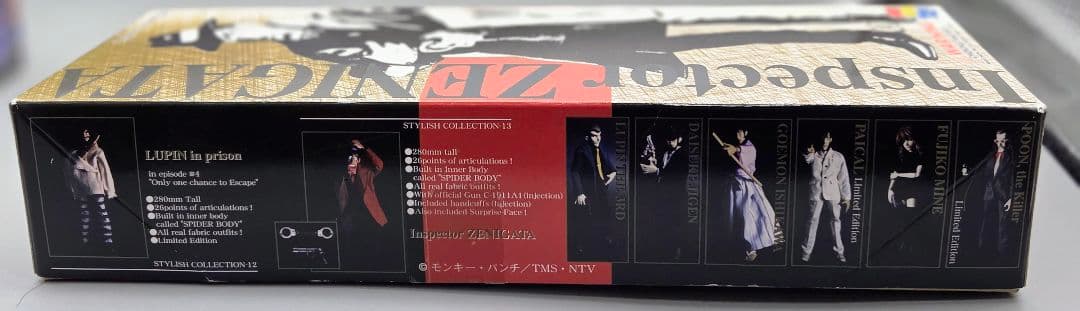 Inspector ZENIGATA
LUPIN in prison
in episode #4
"Only one chance to Escape"
●280mm Tall
●26points of articulations!
●Built in inner body
called "SPIDER BODY"
●All real fabric outfits!
●Limited Edition
STYLISH COLLECTION-12
STYLISH COLLECTION-13
●280mm tall
●26points of articulations!
●Built in Inner Body
called "SPIDER BODY"
●All real fabric outfits!
●With official Gun C-1911A1 (injection)
●Included handcuffs (Injection)
●Also included Surprise Face!
Inspector ZENIGATA
© モンキー・パンチ/TMS・NTV
LUPIN THE THIRD
DAISUKE JIGEN
GOEMON ISHIKAWA
PAICAL Limited Edition
FUJIKO MINE
POON, the Killer
Limited Edition